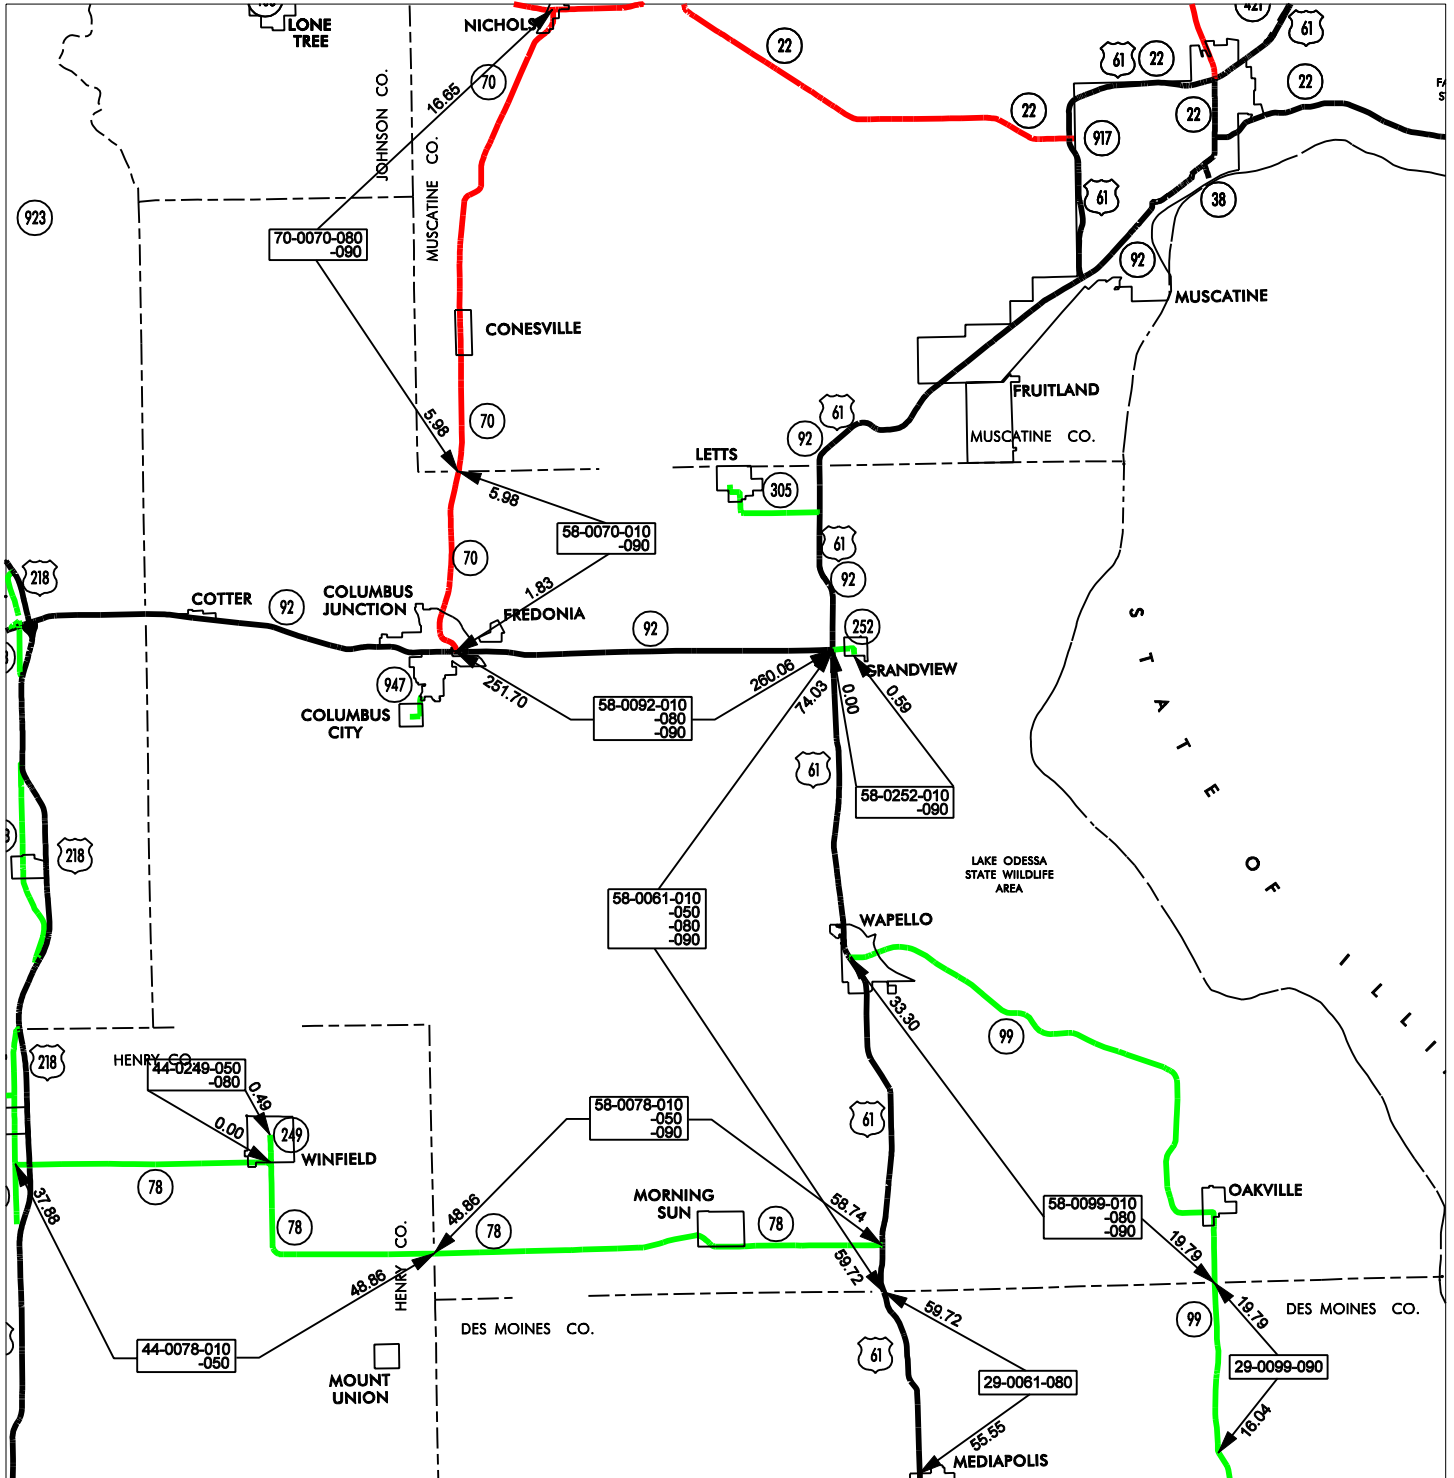 LONE
TREE
NICHOLS
22
421
61
61
22
22
70
16.65
JOHNSON CO.
MUSCATINE CO.
22
22
917
923
61
38
70-0070-080
-090
92
MUSCATINE
CONESVILLE
FRUITLAND
70
5.98
61
92
MUSCATINE CO.
LETTS
305
5.98
58-0070-010
-090
61
70
218
92
COTTER
92
COLUMBUS
JUNCTION
1.83
FREDONIA
92
252
GRANDVIEW
947
251.70
260.06
74.03
0.00
0.59
COLUMBUS
CITY
58-0092-010
-080
-090
61
58-0252-010
-090
STATE OF ILLI
218
LAKE ODESSA
STATE WIILDLIFE
AREA
58-0061-010
-050
-080
-090
WAPELLO
33.30
99
218
HENRY CO.
44-0249-050
-080
0.49
0.00
249
WINFIELD
58-0078-010
-050
-090
61
78
37.88
78
48.86
78
MORNING
SUN
78
58.74
58-0099-010
-080
-090
OAKVILLE
19.79
48.86
HENRY CO.
59.72
59.72
19.79
99
DES MOINES CO.
DES MOINES CO.
44-0078-010
-050
61
29-0061-080
29-0099-090
MOUNT
UNION
16.04
55.55
MEDIAPOLIS